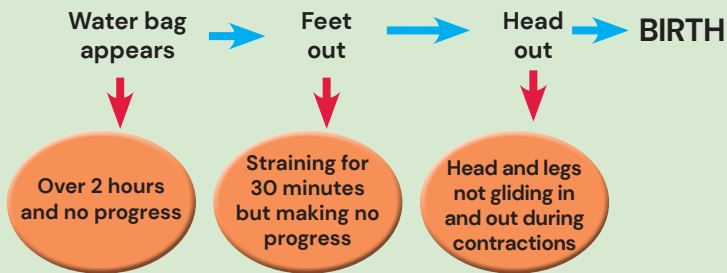 Water bag
appears
Feet
out
Head
out
BIRTH
Over 2 hours
and no progress
Straining for
30 minutes
but making no
progress
Head and legs
not gliding in
and out during
contractions